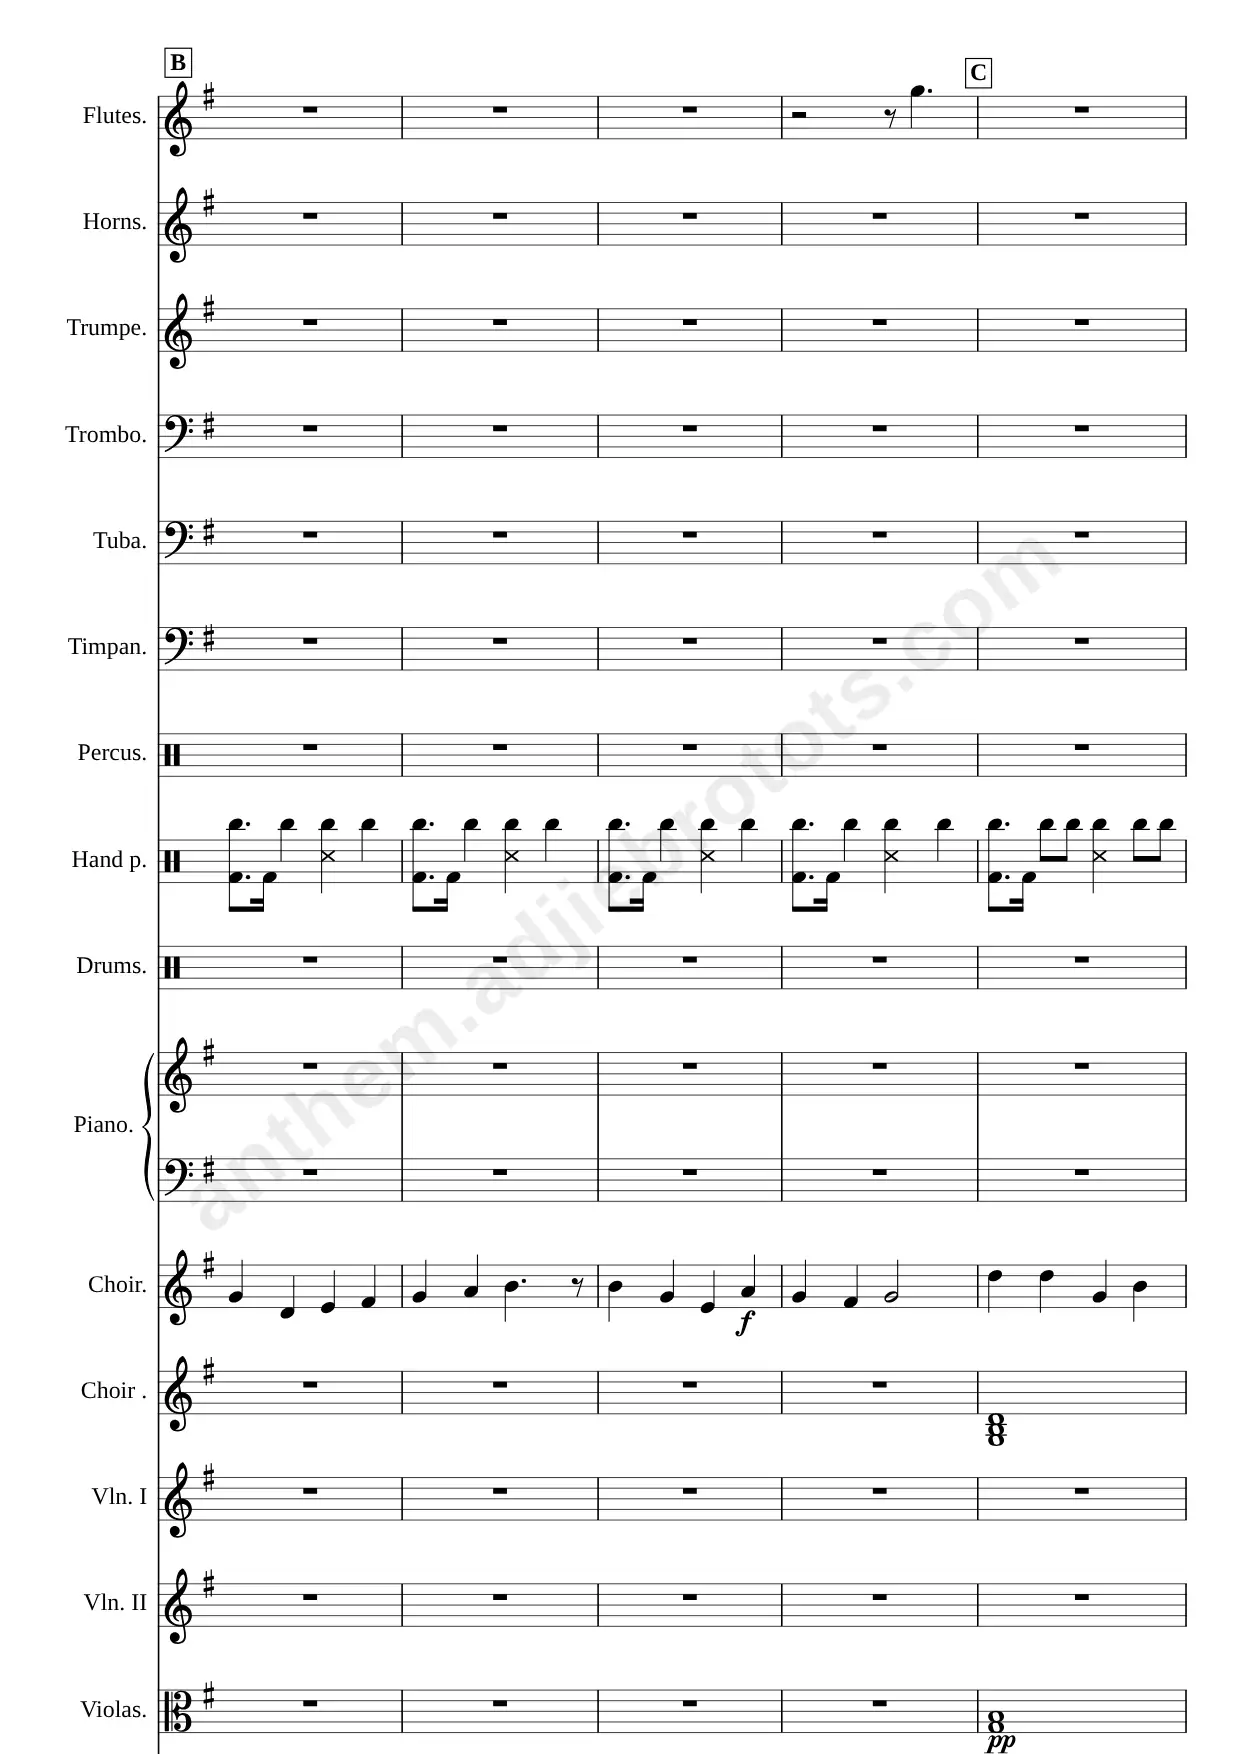 B
C
Flutes.
Horns.
Trumpe.
Trombo.
Tuba.
Timpan.
Percus.
Hand p.
Drums.
Piano.
Choir.
f
Choir .
Vln. I
Vln. II
Violas.
pp
anthem.adjiebrotots.com